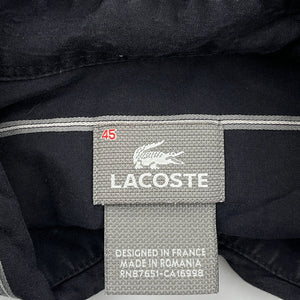 45
LACOSTE
DESIGNED IN FRANCE
MADE IN ROMANIA
RN87651-CA16998